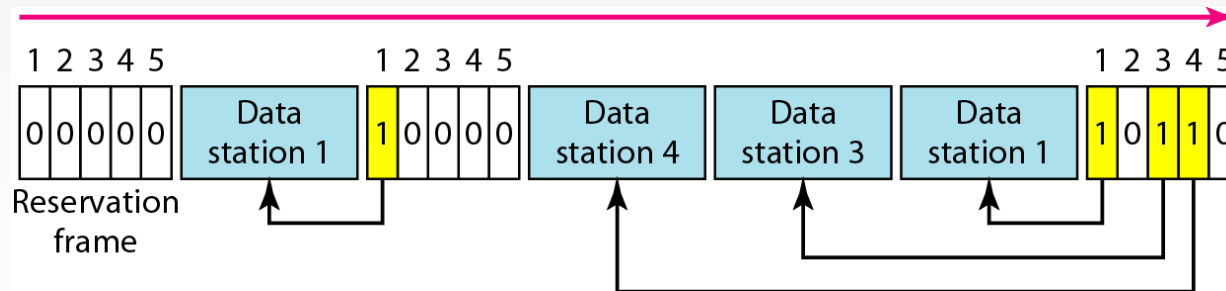 1 2 3 4 5
1 2 3 4 5
1 2 3 4 5
0 0 0 0 0
Data
station 1
1 0 0 0 0
Data
station 4
Data
station 3
Data
station 1
1 0 1 1 0
Reservation
frame